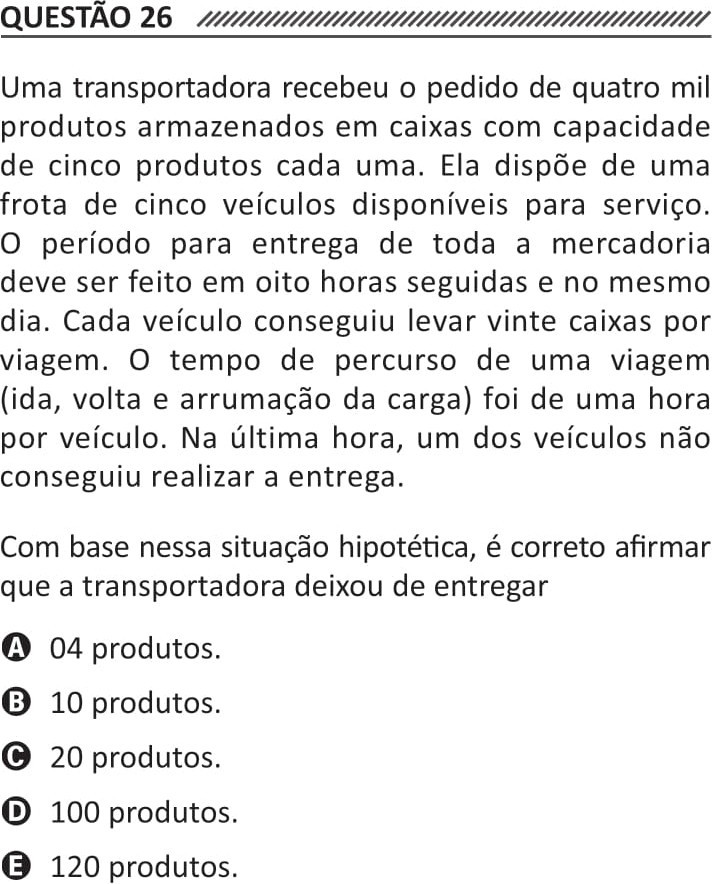 QUESTÃO 26
Uma transportadora recebeu o pedido de quatro mil
produtos armazenados em caixas com capacidade
de cinco produtos cada uma. Ela dispõe de uma
frota de cinco veículos disponíveis para serviço.
O período para entrega de toda a mercadoria
deve ser feito em oito horas seguidas e no mesmo
dia. Cada veículo conseguiu levar vinte caixas por
viagem. O tempo de percurso de uma viagem
(ida, volta e arrumação da carga) foi de uma hora
por veículo. Na última hora, um dos veículos não
conseguiu realizar a entrega.
Com base nessa situação hipotética, é correto afirmar
que a transportadora deixou de entregar
A 04 produtos.
B 10 produtos.
C 20 produtos.
D 100 produtos.
E 120 produtos.